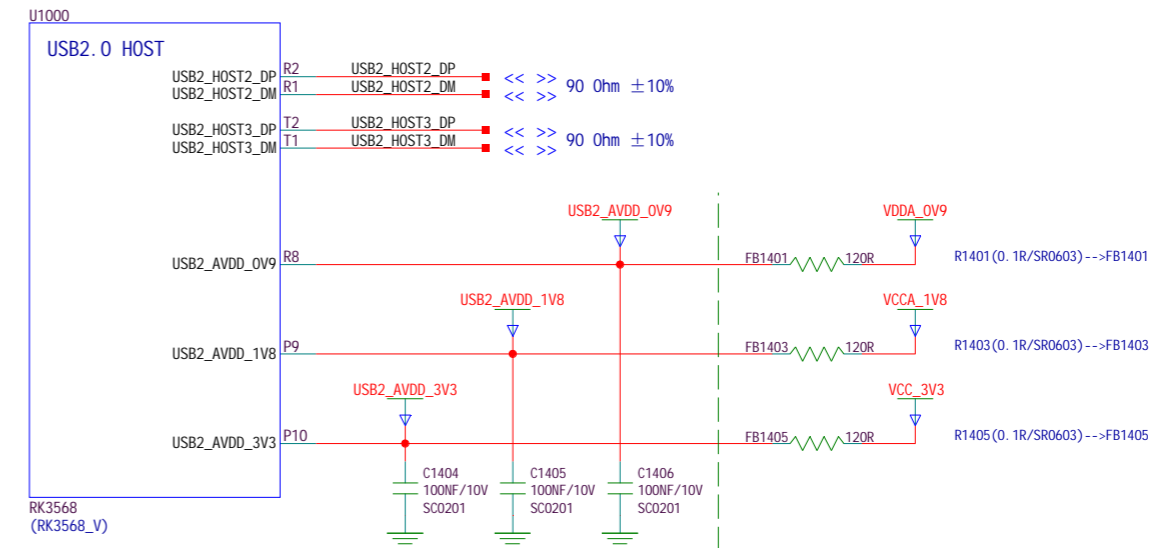 U1000
USB2.0 HOST
USB2_HOST2_DP R2 USB2_HOST2_DP << >>
USB2_HOST2_DM R1 USB2_HOST2_DM << >>
90 Ohm ±10%
USB2_HOST3_DP T2 USB2_HOST3_DP << >>
USB2_HOST3_DM T1 USB2_HOST3_DM << >>
90 Ohm ±10%
USB2_AVDD_0V9 VDDA_0V9
USB2_AVDD_0V9 R8 FB1401 120R R1401(0.1R/SR0603)-->FB1401
USB2_AVDD_1V8 VCCA_1V8
USB2_AVDD_1V8 P9 FB1403 120R R1403(0.1R/SR0603)-->FB1403
USB2_AVDD_3V3 VCC_3V3
USB2_AVDD_3V3 P10 FB1405 120R R1405(0.1R/SR0603)-->FB1405
C1404 C1405 C1406
100NF/10V 100NF/10V 100NF/10V
SC0201 SC0201 SC0201
RK3568
(RK3568_V)